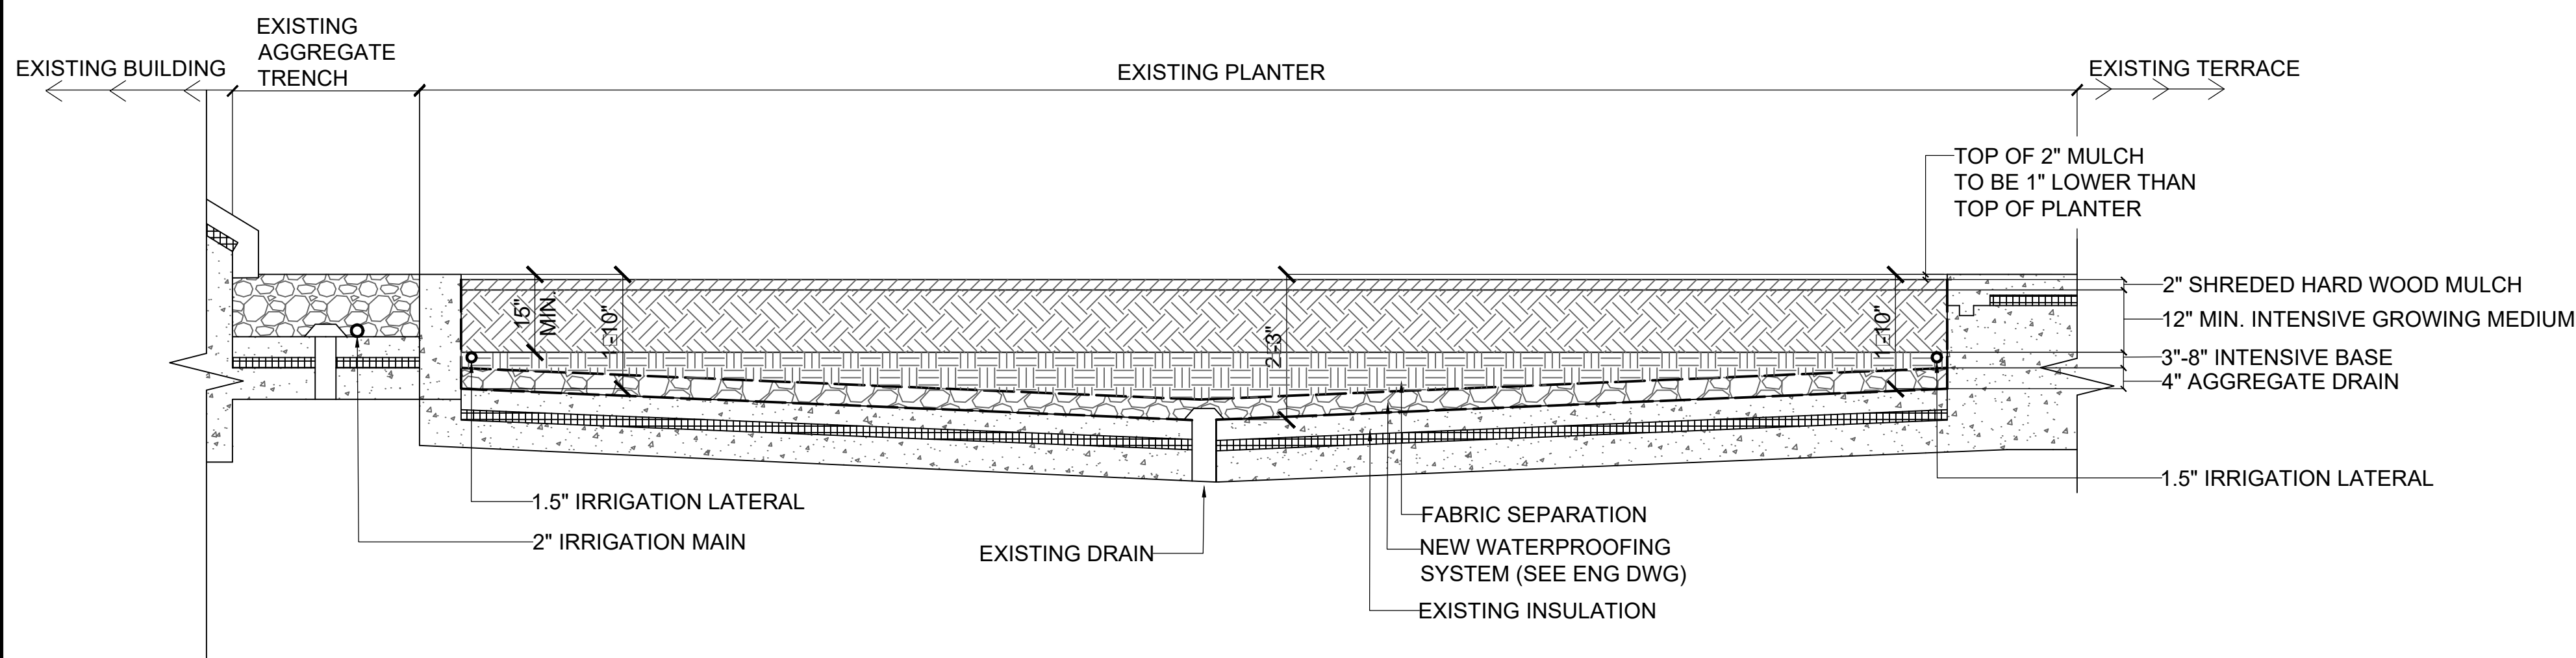 EXISTING
AGGREGATE
TRENCH
EXISTING BUILDING
EXISTING PLANTER
EXISTING TERRACE
TOP OF 2" MULCH
TO BE 1" LOWER THAN
TOP OF PLANTER
2" SHREDED HARD WOOD MULCH
12" MIN. INTENSIVE GROWING MEDIUM
3"-8" INTENSIVE BASE
4" AGGREGATE DRAIN
15"
MIN.
1□-10"
2□-3"
1□-10"
1.5" IRRIGATION LATERAL
2" IRRIGATION MAIN
EXISTING DRAIN
FABRIC SEPARATION
NEW WATERPROOFING
SYSTEM (SEE ENG DWG)
EXISTING INSULATION
1.5" IRRIGATION LATERAL